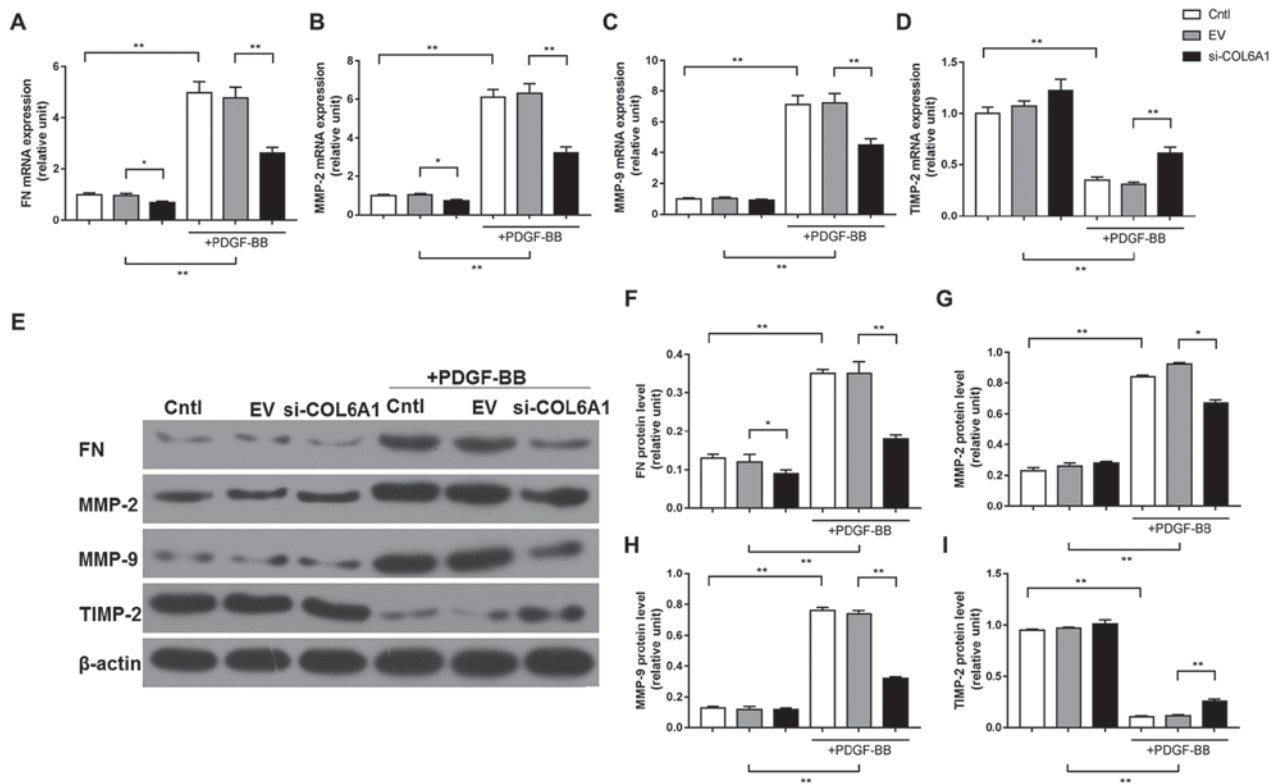 A
FN mRNA expression
(relative unit)
6
4
2
0
**
**
*
+PDGF-BB
**
B
MMP-2 mRNA expression
(relative unit)
8
6
4
2
0
**
**
*
+PDGF-BB
**
C
MMP-9 mRNA expression
(relative unit)
10
8
6
4
2
0
**
**
+PDGF-BB
**
D
TIMP-2 mRNA expression
(relative unit)
1.5
1.0
0.5
0.0
**
**
+PDGF-BB
**
Cntl
EV
si-COL6A1
E
+PDGF-BB
Cntl EV si-COL6A1 Cntl EV si-COL6A1
FN
MMP-2
MMP-9
TIMP-2
β-actin
F
FN protein level
(relative unit)
0.4
0.3
0.2
0.1
0.0
**
**
*
+PDGF-BB
**
G
MMP-2 protein level
(relative unit)
1.0
0.8
0.6
0.4
0.2
0.0
**
*
+PDGF-BB
**
H
MMP-9 protein level
(relative unit)
1.0
0.8
0.6
0.4
0.2
0.0
**
**
+PDGF-BB
**
I
TIMP-2 protein level
(relative unit)
1.5
1.0
0.5
0.0
**
**
+PDGF-BB
**